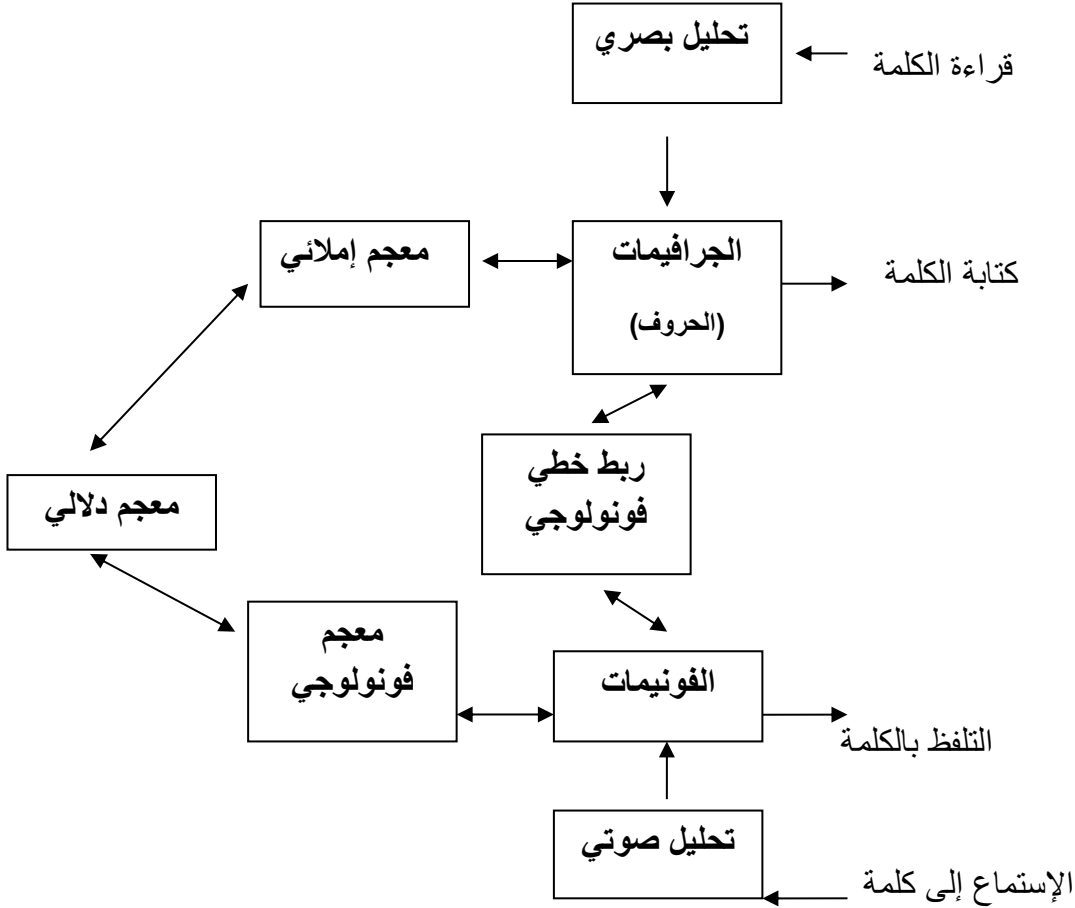 تحليل بصري
قراءة الكلمة
معجم إملائي
الجرافيمات
(الحروف)
كتابة الكلمة
ربط خطي
فونولوجي
معجم دلالي
معجم
فونولوجي
الفونيمات
التلفظ بالكلمة
تحليل صوتي
الإستماع إلى كلمة